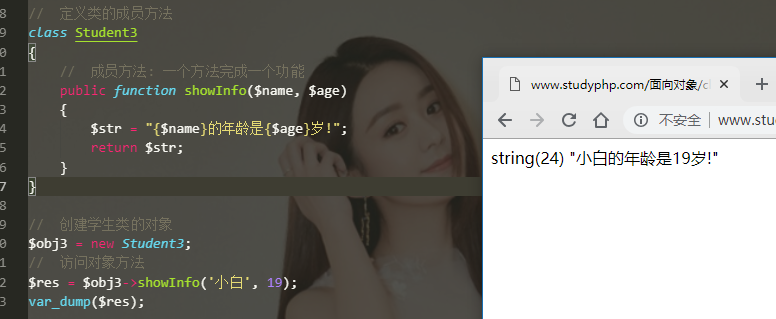 8 // 定义类的成员方法
9 class Student3
0 {
1 // 成员方法: 一个方法完成一个功能
2 public function showInfo($name, $age)
3 {
4 $str = "{$name}的年龄是{$age}岁!";
5 return $str;
6 }
7 }
8
9 // 创建学生类的对象
0 $obj3 = new Student3;
1 // 访问对象方法
2 $res = $obj3->showInfo('小白', 19);
3 var_dump($res);
www.studyphp.com/面向对象/
不安全 www.stu
string(24) "小白的年龄是19岁!"